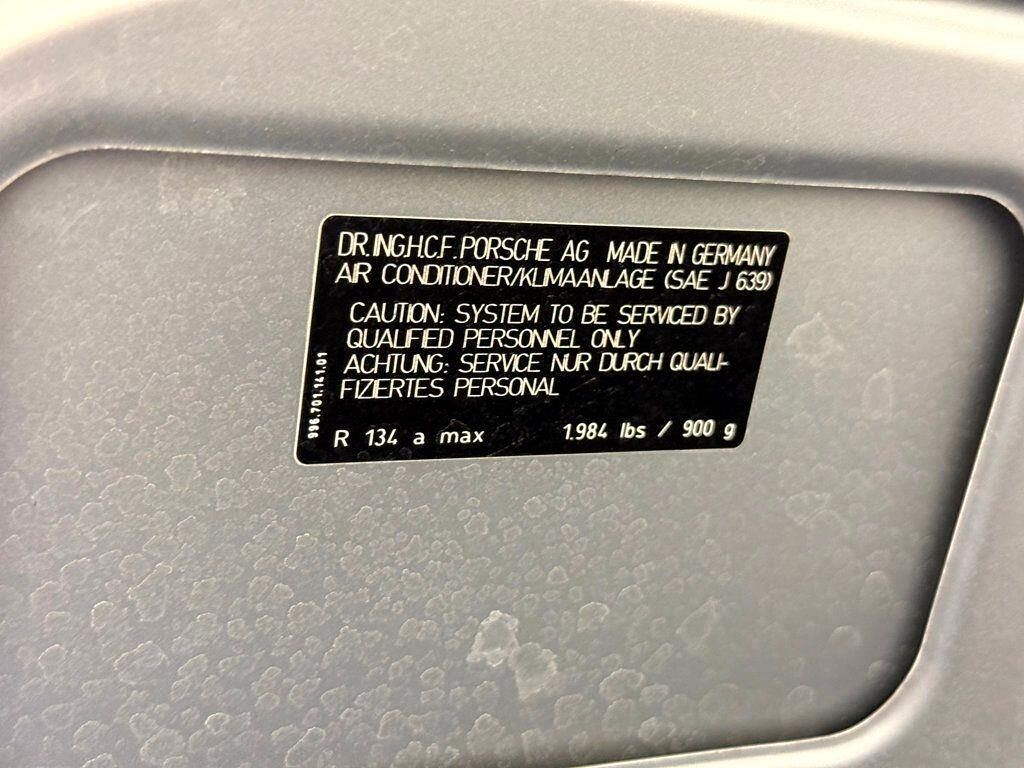 DR.ING.H.C.F.PORSCHE AG MADE IN GERMANY
AIR CONDITIONER/KLIMAANLAGE (SAE J 639)
CAUTION: SYSTEM TO BE SERVICED BY
QUALIFIED PERSONNEL ONLY
ACHTUNG: SERVICE NUR DURCH QUALI-
FIZIERTES PERSONAL
R 134 a max 1.984 lbs / 900 g
996.701.141.01